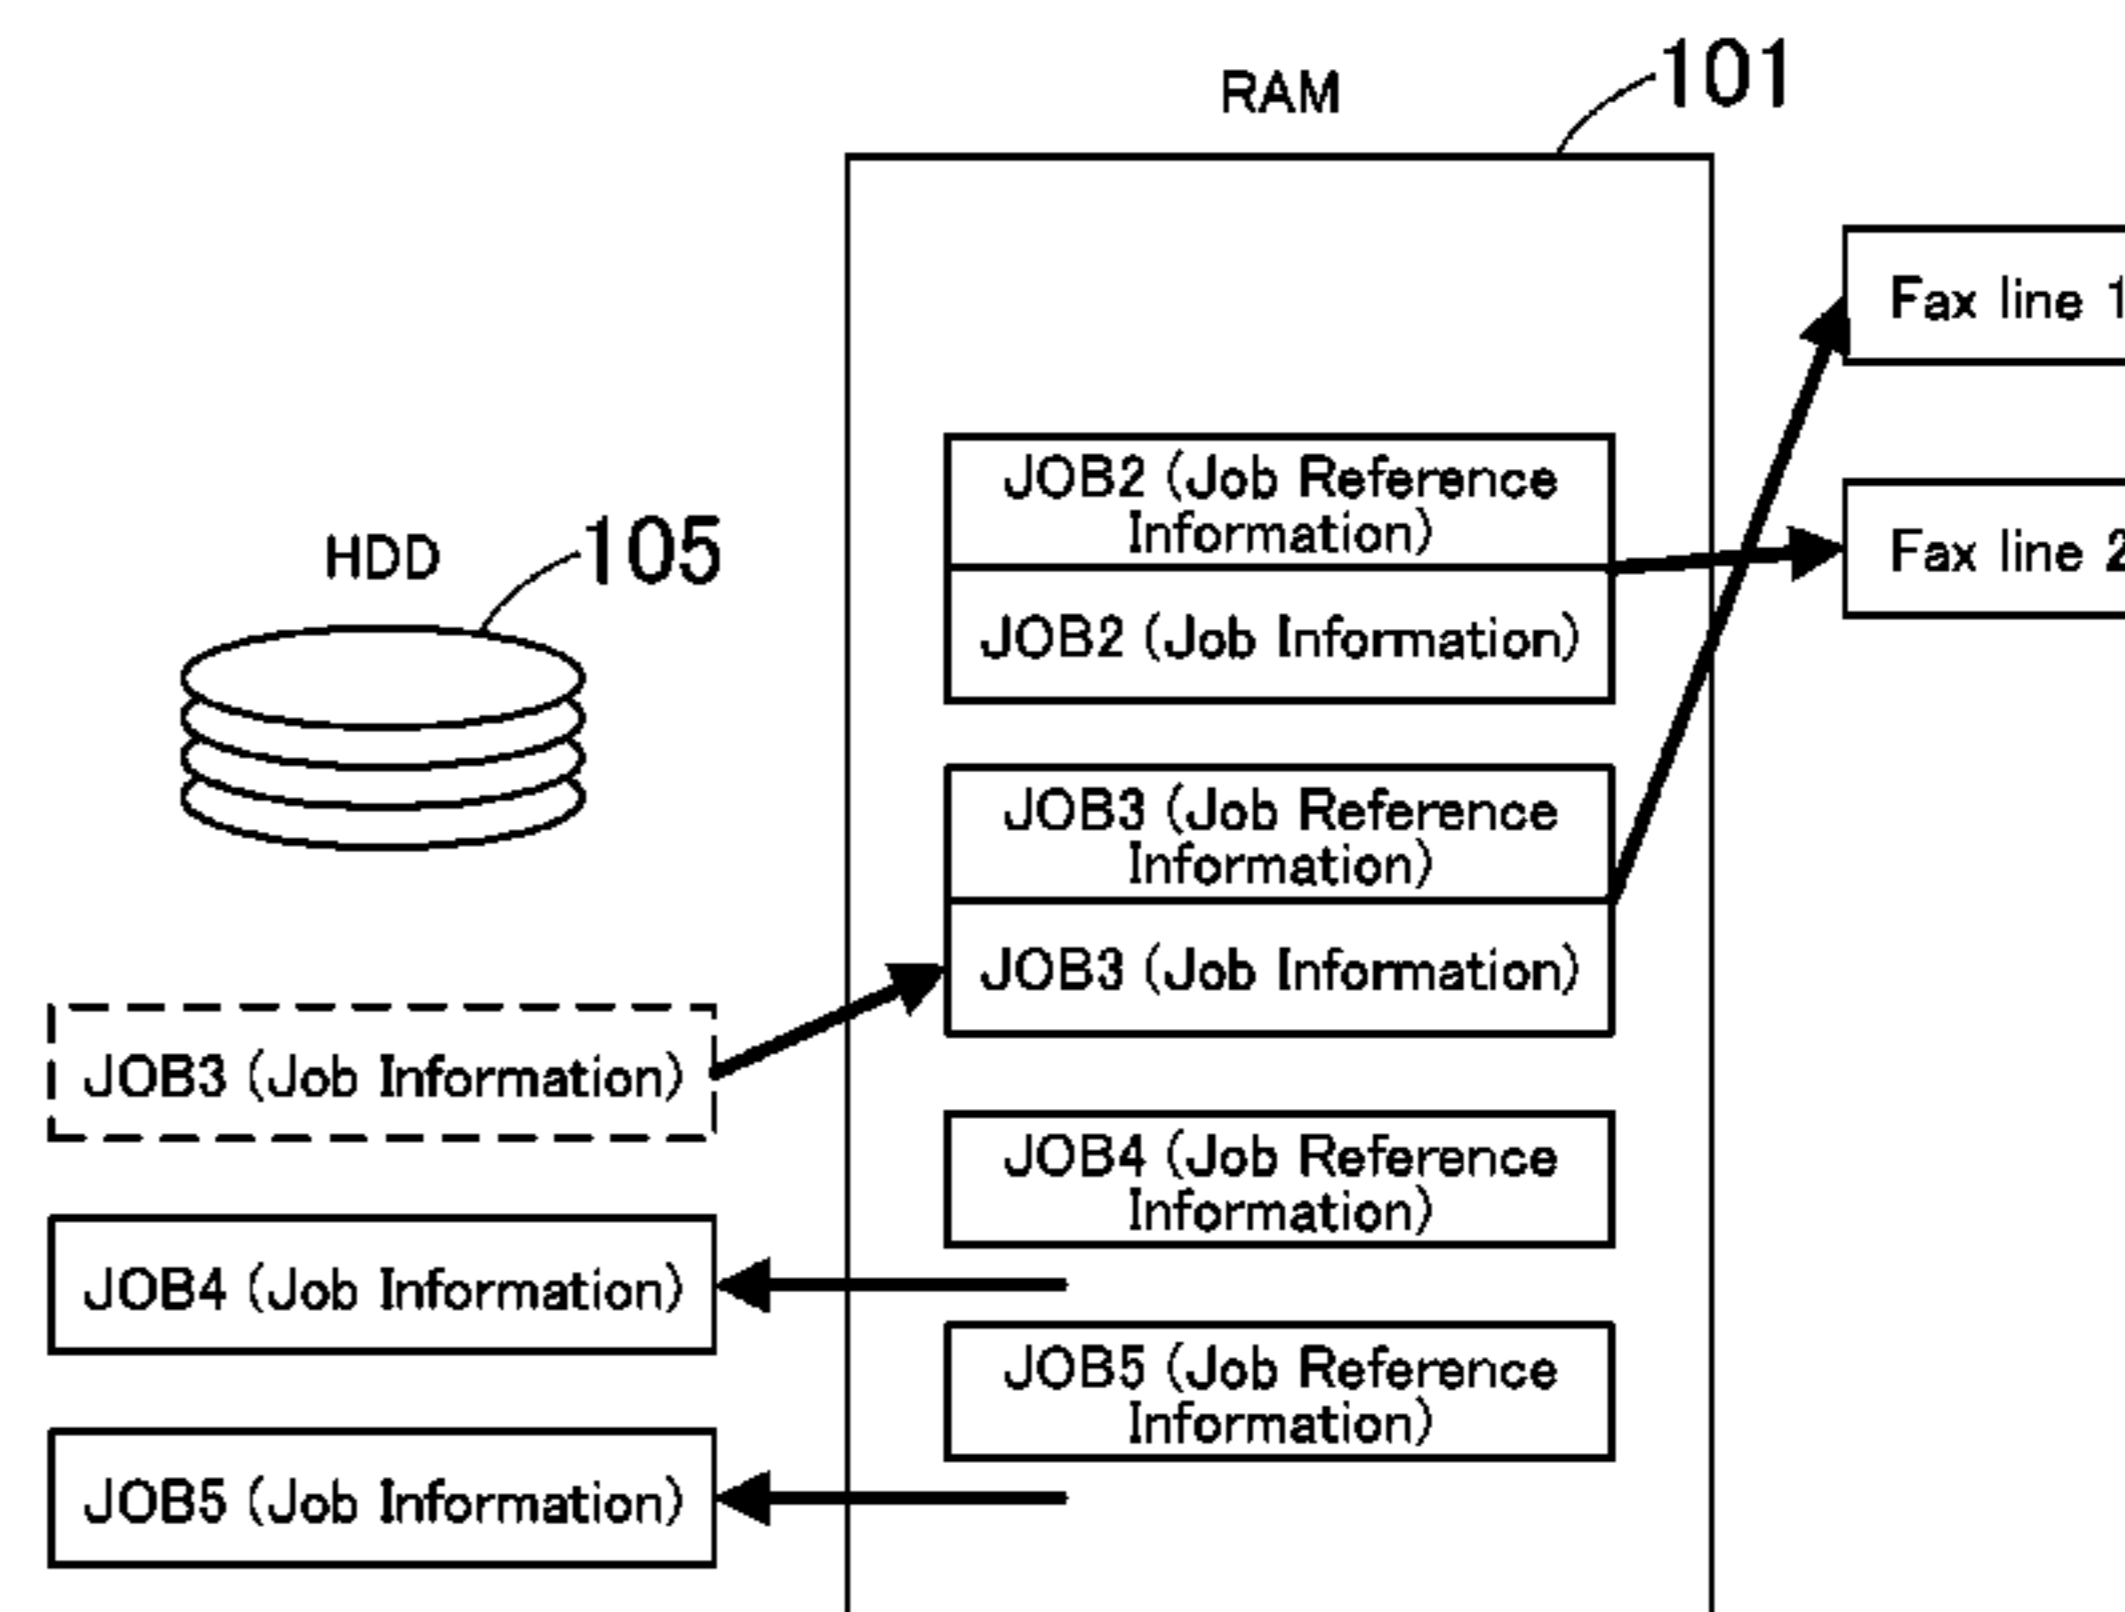 RAM
101
Fax line 1
HDD
105
JOB2 (Job Reference
Information)
Fax line 2
JOB2 (Job Information)
JOB3 (Job Reference
Information)
JOB3 (Job Information)
JOB3 (Job Information)
JOB4 (Job Reference
Information)
JOB4 (Job Information)
JOB5 (Job Reference
Information)
JOB5 (Job Information)